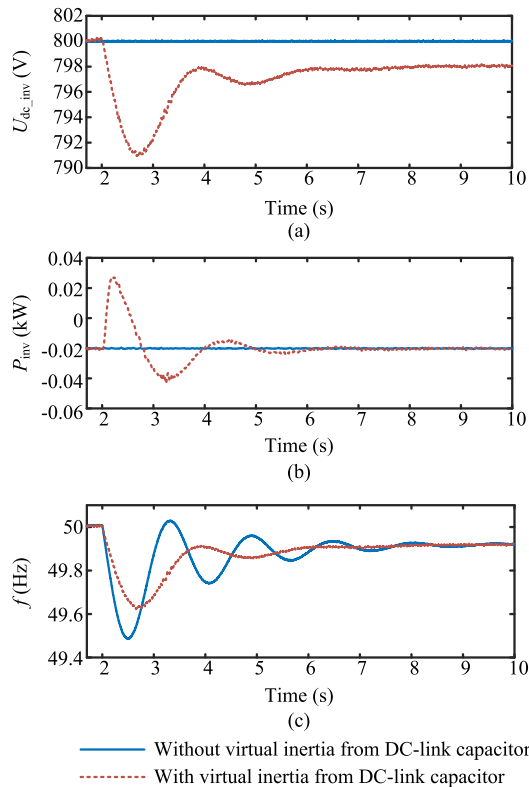 800
798
796
794
792
790
U_dc_inv (V)
2 3 4 5 6 7 8 9 10
Time (s)
(a)
0.04
0.02
0
-0.02
-0.04
-0.06
P_inv (kW)
2 3 4 5 6 7 8 9 10
Time (s)
(b)
50
49.8
49.6
49.4
f (Hz)
2 3 4 5 6 7 8 9 10
Time (s)
(c)
Without virtual inertia from DC-link capacitor
With virtual inertia from DC-link capacitor